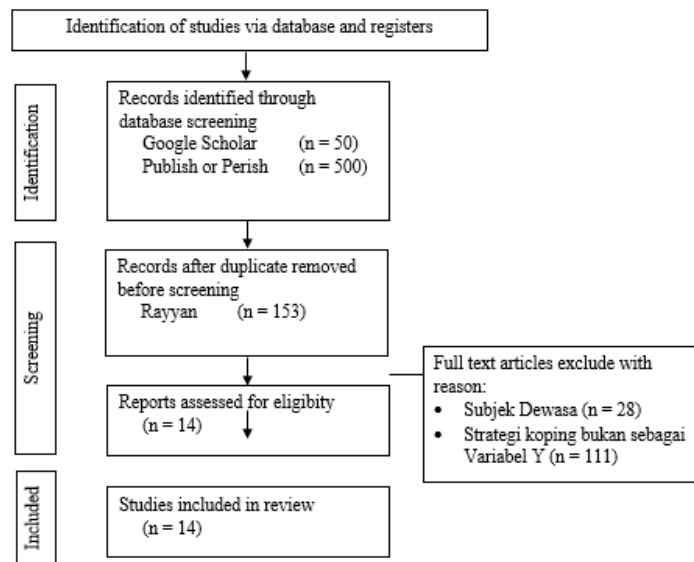 Identification of studies via database and registers
Identification
Records identified through
database screening
Google Scholar (n = 50)
Publish or Perish (n = 500)
Screening
Records after duplicate removed
before screening
Rayyan (n = 153)
Full text articles exclude with
reason:
• Subjek Dewasa (n = 28)
• Strategi koping bukan sebagai
Variabel Y (n = 111)
Reports assessed for eligibity
(n = 14)
Included
Studies included in review
(n = 14)